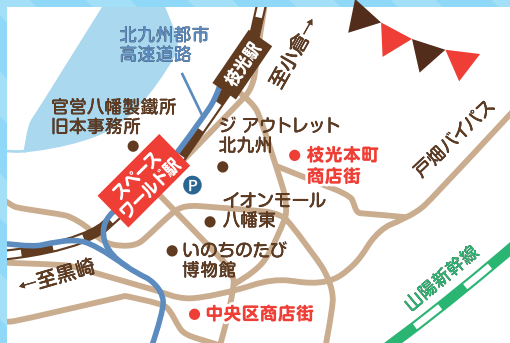 北九州都市
高速道路
枝光駅
至小倉→
官営八幡製鐵所
旧本事務所
ジ アウトレット
北九州
枝光本町
商店街
戸畑バイパス
スペース
ワールド駅
P
イオンモール
八幡東
いのちのたび
博物館
←至黒崎
中央区商店街
山陽新幹線